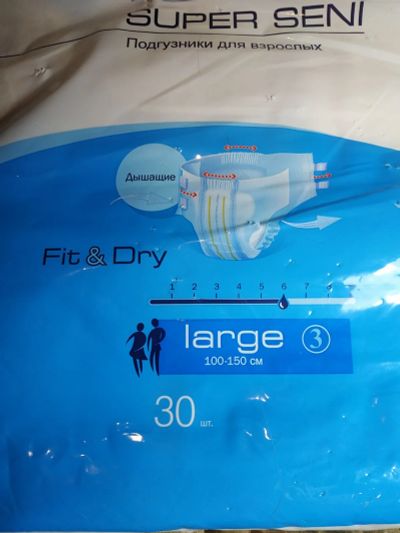 SUPER SENI
Подгузники для взрослых
Дышащие
Fit & Dry
1 2 3 4 5 6 7 8
large 3
100-150 см
30 шт.